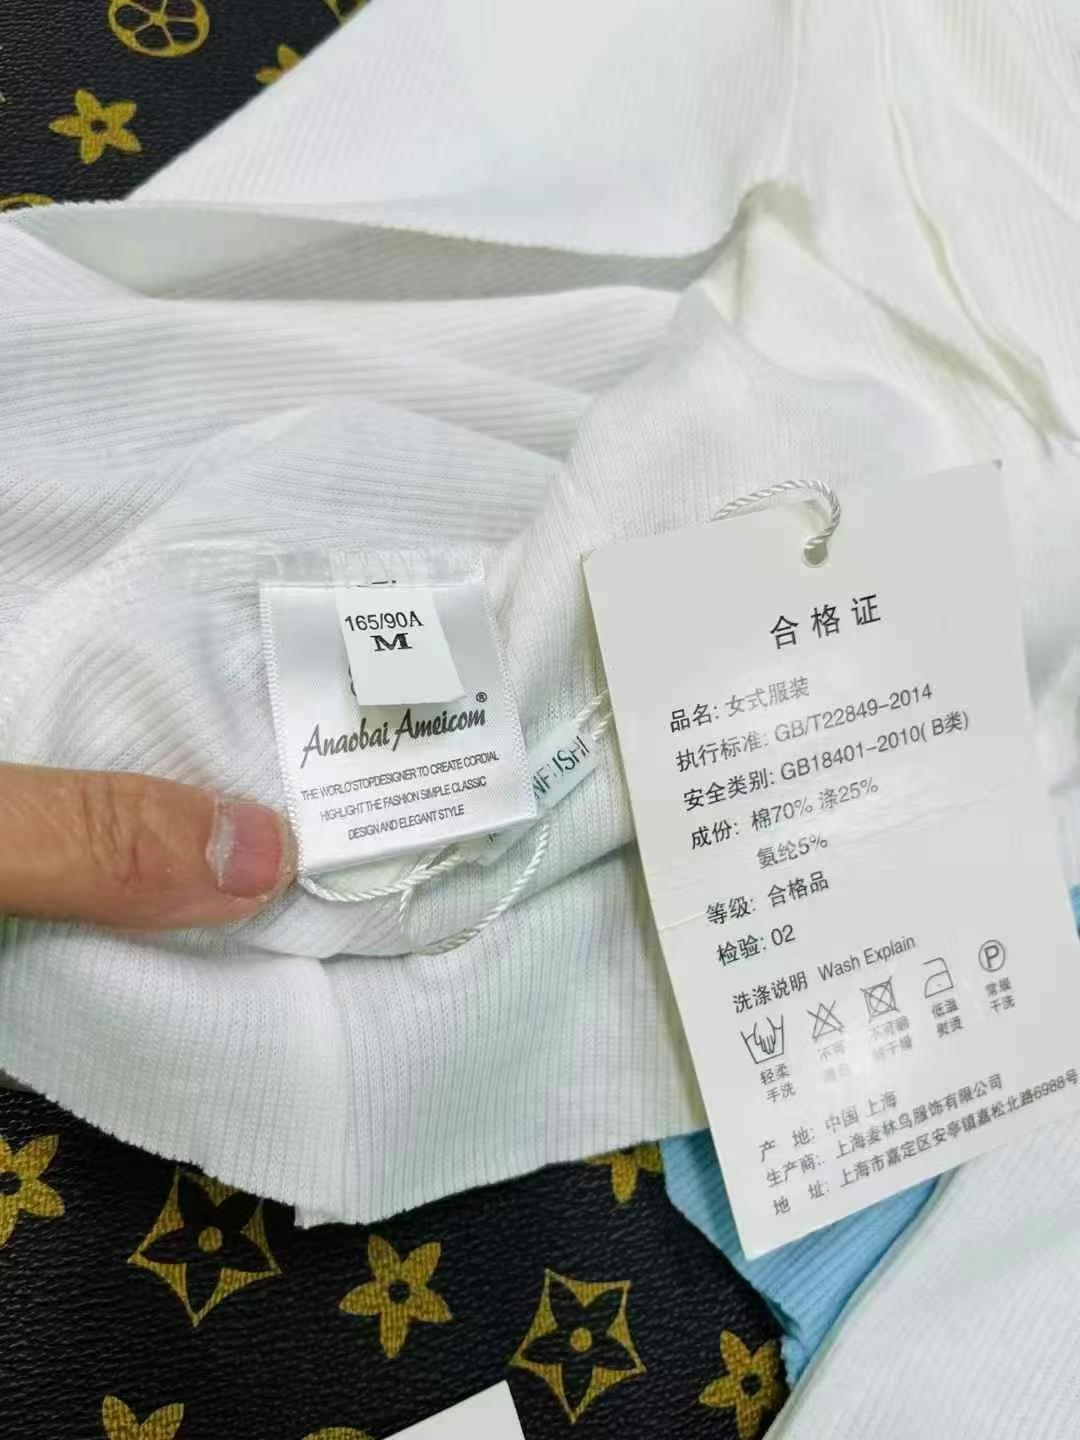 165/90A
M
Anaobai Ameicom®
THE WORLD'STOPDESIGNER TO CREATE CORDIAL
HIGHLIGHT THE FASHION SIMPLE CLASSIC
DESIGN AND ELEGANT STYLE
ISHI
合格证
品名: 女式服装
执行标准: GB/T22849-2014
安全类别: GB18401-2010( B类)
成份: 棉70% 涤25%
氨纶5%
等级: 合格品
检验: 02
洗涤说明 Wash Explain
P
轻柔
手洗
不可
漂白
不可翻
转干燥
低温
熨烫
常规
干洗
产 地: 中国 上海
生产商: 上海麦林鸟服饰有限公司
地 址: 上海市嘉定区安亭镇嘉松北路6988号